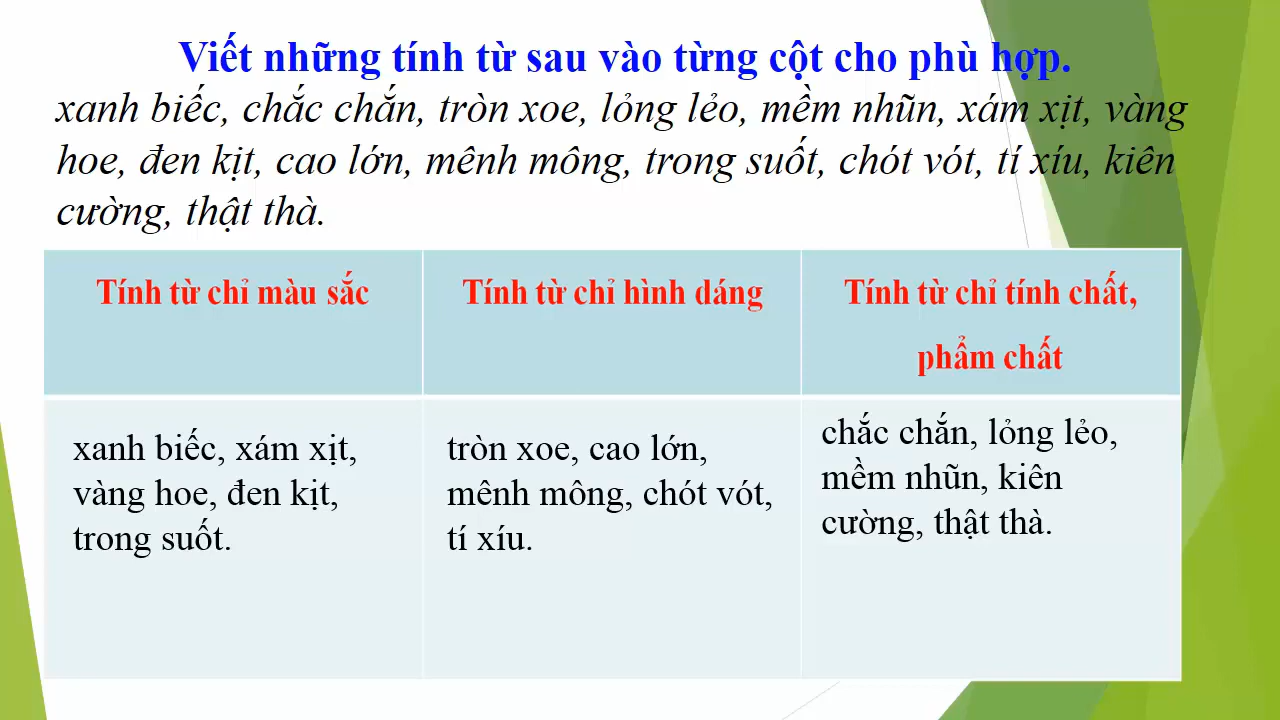 Viết những tính từ sau vào từng cột cho phù hợp.
xanh biếc, chắc chắn, tròn xoe, lỏng lẻo, mềm nhũn, xám xịt, vàng
hoe, đen kịt, cao lớn, mênh mông, trong suốt, chót vót, tí xíu, kiên
cường, thật thà.
Tính từ chỉ màu sắc
Tính từ chỉ hình dáng
Tính từ chỉ tính chất,
phẩm chất
xanh biếc, xám xịt,
vàng hoe, đen kịt,
trong suốt.
tròn xoe, cao lớn,
mênh mông, chót vót,
tí xíu.
chắc chắn, lỏng lẻo,
mềm nhũn, kiên
cường, thật thà.